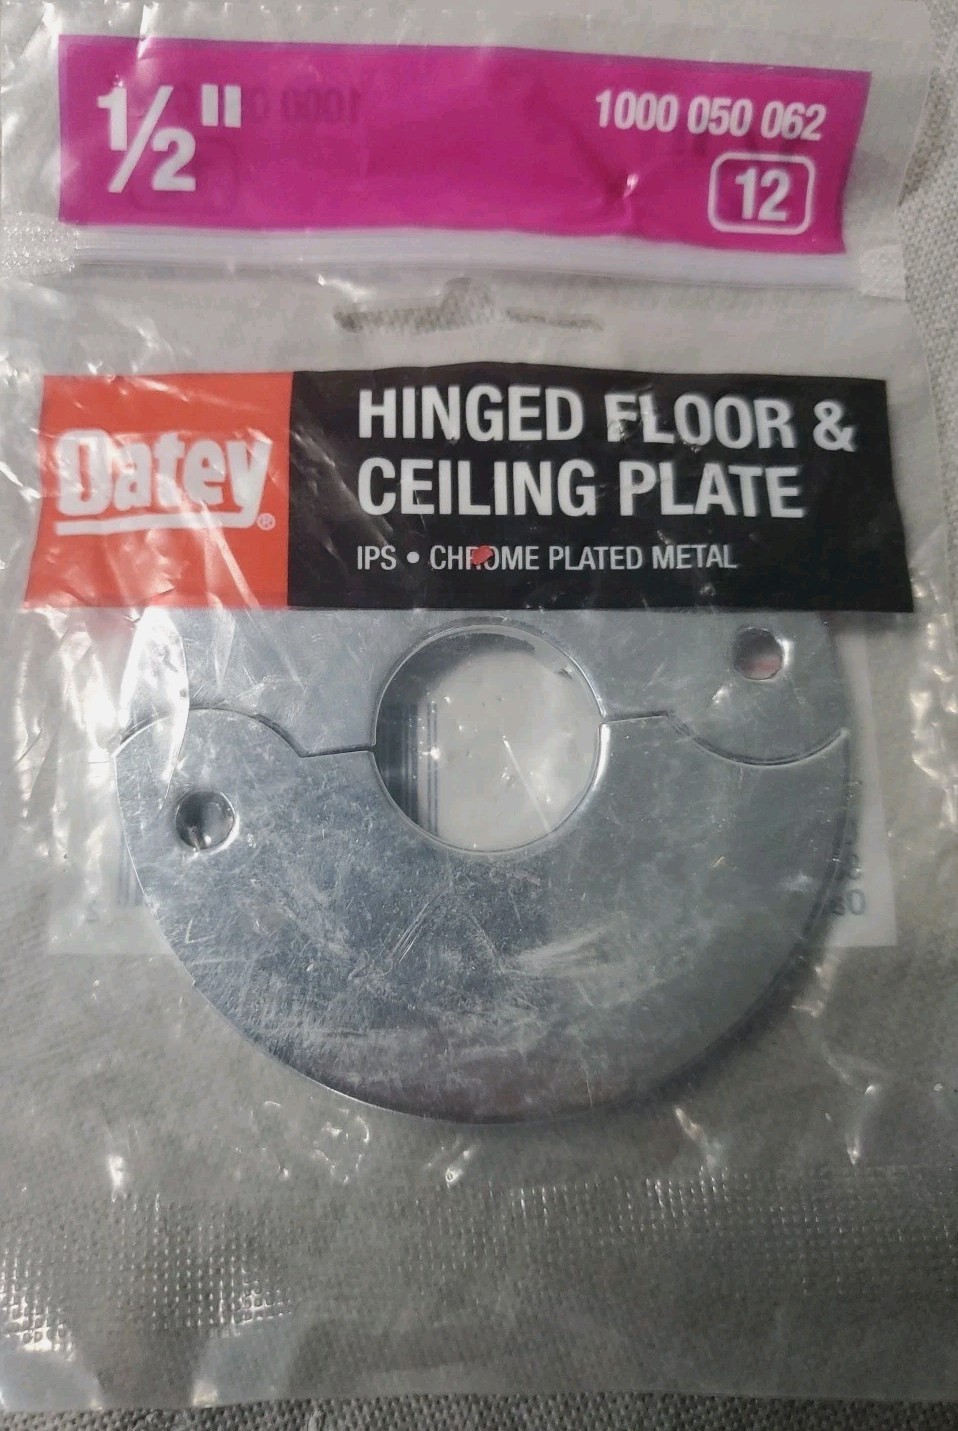 1/2"
1000 050 062
12
Oatey®
HINGED FLOOR &
CEILING PLATE
IPS • CHROME PLATED METAL